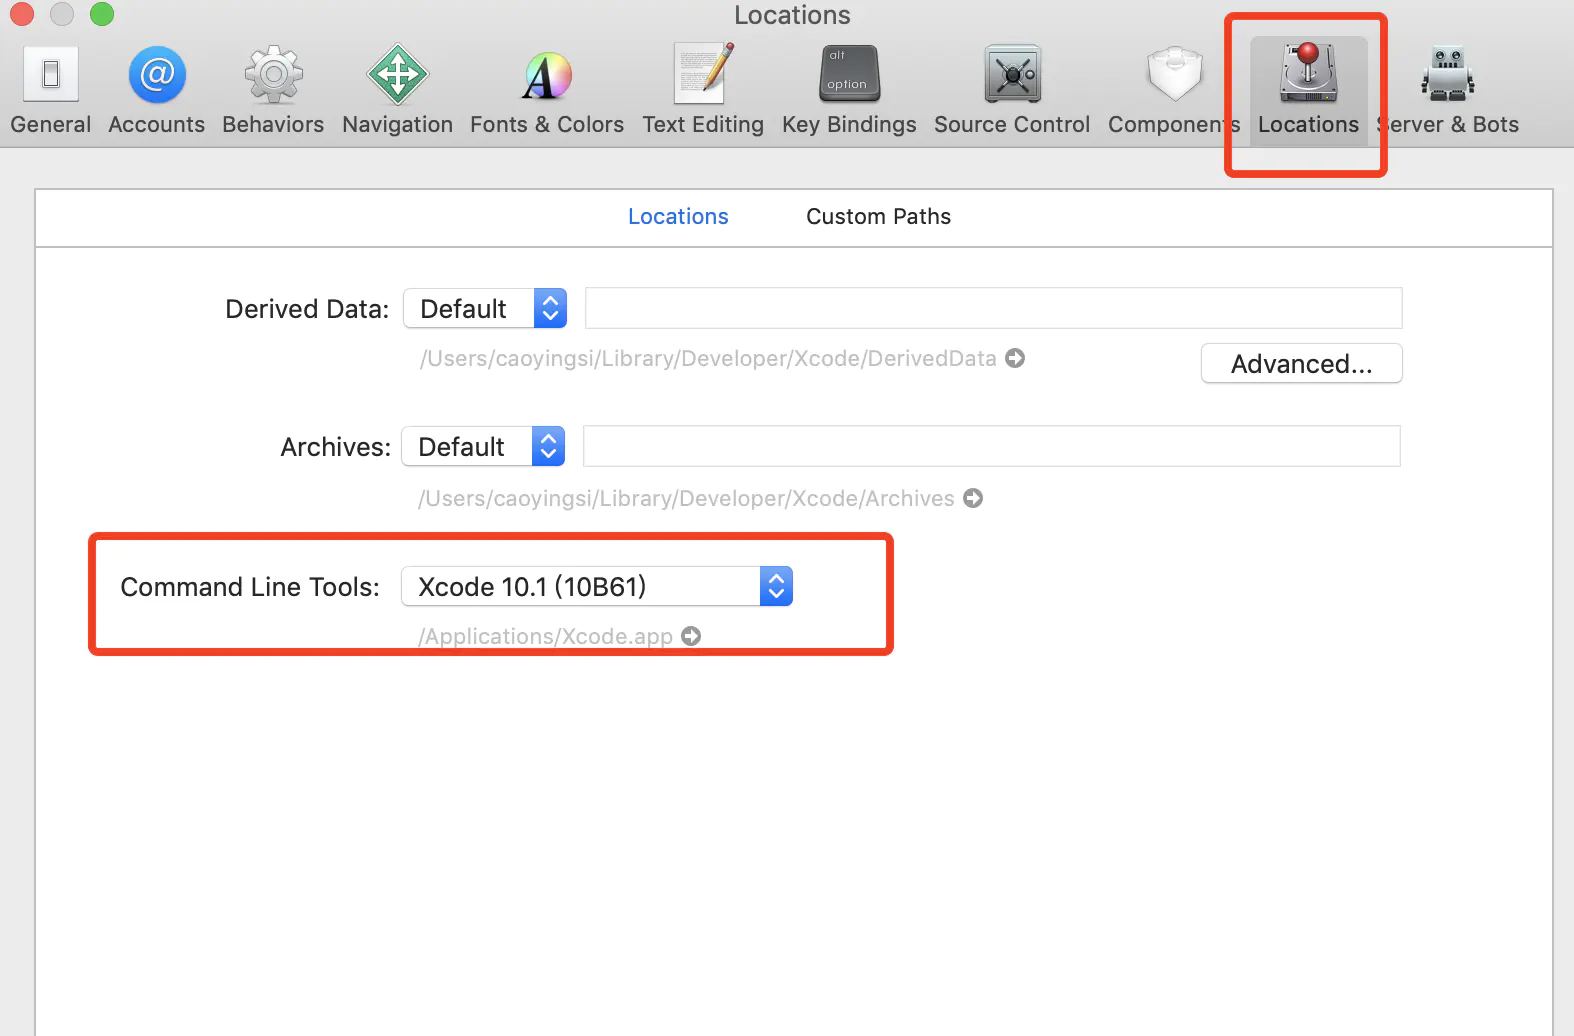 Locations
alt
option
General Accounts Behaviors Navigation Fonts & Colors Text Editing Key Bindings Source Control Components Locations Server & Bots
Locations Custom Paths
Derived Data: Default
/Users/caoyingsi/Library/Developer/Xcode/DerivedData
Advanced...
Archives: Default
/Users/caoyingsi/Library/Developer/Xcode/Archives
Command Line Tools: Xcode 10.1 (10B61)
/Applications/Xcode.app